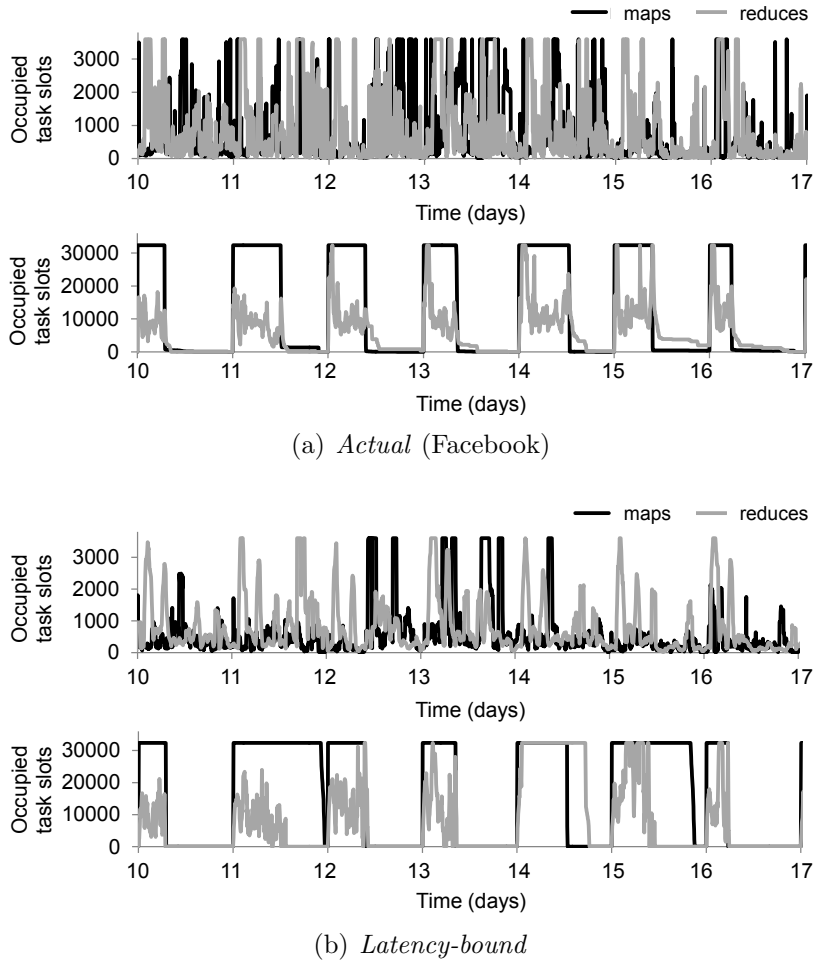 maps reduces
3000
2000
1000
0
Occupied
task slots
10 11 12 13 14 15 16 17
Time (days)
30000
20000
10000
0
Occupied
task slots
10 11 12 13 14 15 16 17
Time (days)
(a) Actual (Facebook)
maps reduces
3000
2000
1000
0
Occupied
task slots
10 11 12 13 14 15 16 17
Time (days)
30000
20000
10000
0
Occupied
task slots
10 11 12 13 14 15 16 17
Time (days)
(b) Latency-bound